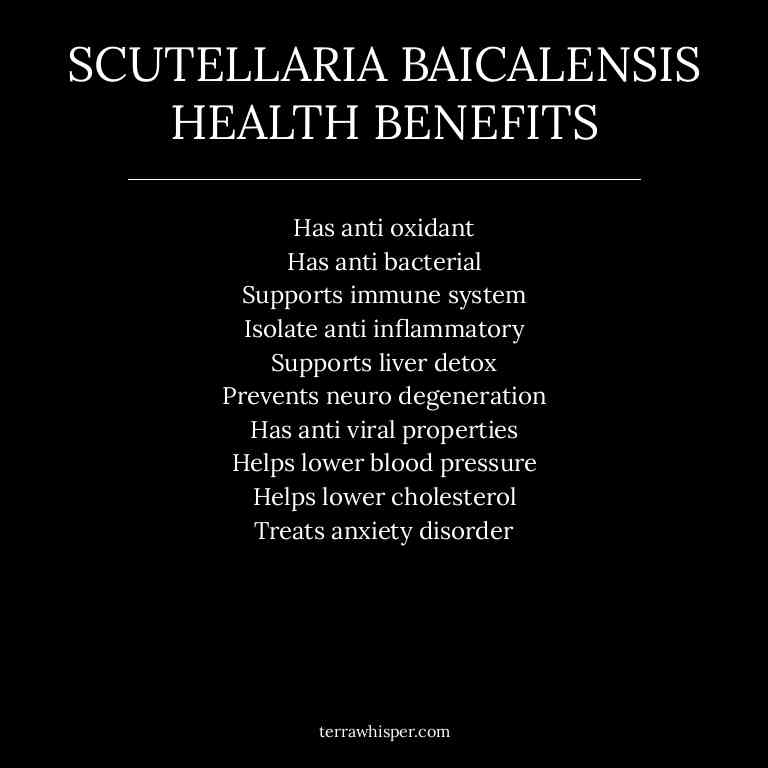 SCUTELLARIA BAICALENSIS
HEALTH BENEFITS
Has anti oxidant
Has anti bacterial
Supports immune system
Isolate anti inflammatory
Supports liver detox
Prevents neuro degeneration
Has anti viral properties
Helps lower blood pressure
Helps lower cholesterol
Treats anxiety disorder
terrawhisper.com